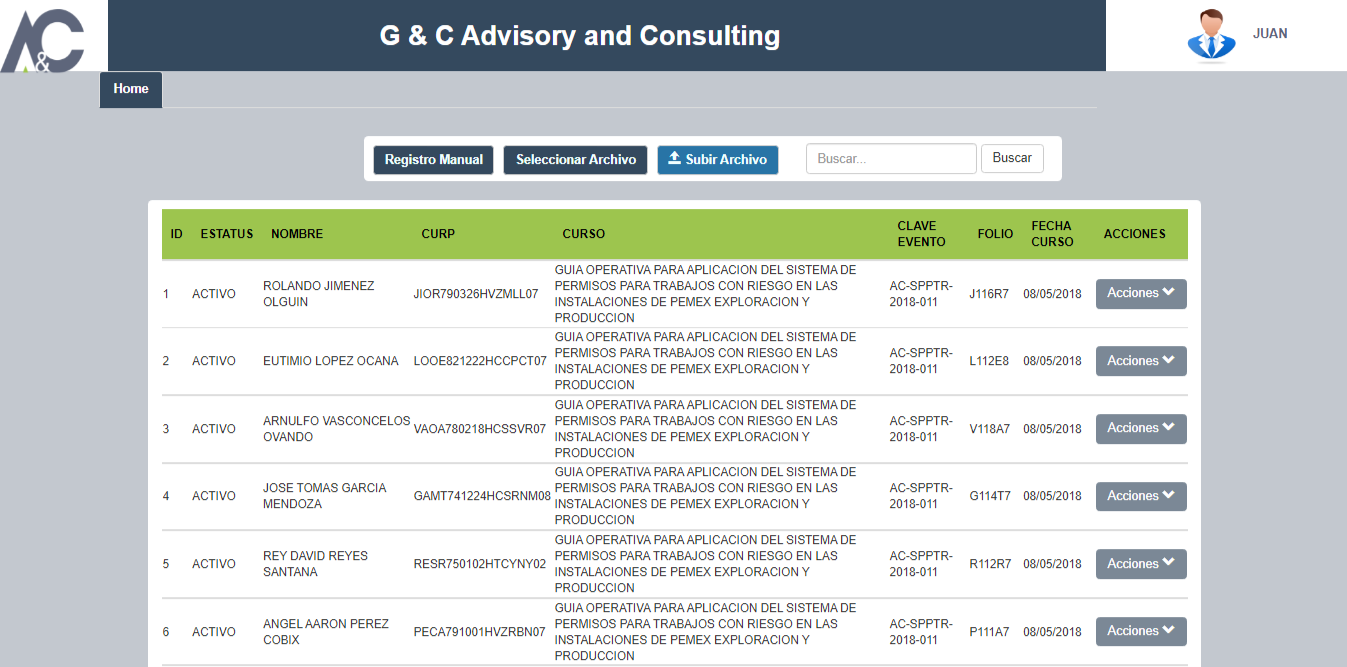 A&C
G & C Advisory and Consulting
JUAN
Home
Registro Manual
Seleccionar Archivo
Subir Archivo
Buscar...
Buscar
ID ESTATUS NOMBRE CURP CURSO CLAVE EVENTO FOLIO FECHA CURSO ACCIONES
1 ACTIVO ROLANDO JIMENEZ OLGUIN JIOR790326HVZMLL07 GUIA OPERATIVA PARA APLICACION DEL SISTEMA DE PERMISOS PARA TRABAJOS CON RIESGO EN LAS INSTALACIONES DE PEMEX EXPLORACION Y PRODUCCION AC-SPPTR-2018-011 J116R7 08/05/2018 Acciones
2 ACTIVO EUTIMIO LOPEZ OCANA LOOE821222HCCPCT07 GUIA OPERATIVA PARA APLICACION DEL SISTEMA DE PERMISOS PARA TRABAJOS CON RIESGO EN LAS INSTALACIONES DE PEMEX EXPLORACION Y PRODUCCION AC-SPPTR-2018-011 L112E8 08/05/2018 Acciones
3 ACTIVO ARNULFO VASCONCELOS OVANDO VAOA780218HCSSVR07 GUIA OPERATIVA PARA APLICACION DEL SISTEMA DE PERMISOS PARA TRABAJOS CON RIESGO EN LAS INSTALACIONES DE PEMEX EXPLORACION Y PRODUCCION AC-SPPTR-2018-011 V118A7 08/05/2018 Acciones
4 ACTIVO JOSE TOMAS GARCIA MENDOZA GAMT741224HCSRNM08 GUIA OPERATIVA PARA APLICACION DEL SISTEMA DE PERMISOS PARA TRABAJOS CON RIESGO EN LAS INSTALACIONES DE PEMEX EXPLORACION Y PRODUCCION AC-SPPTR-2018-011 G114T7 08/05/2018 Acciones
5 ACTIVO REY DAVID REYES SANTANA RESR750102HTCYNY02 GUIA OPERATIVA PARA APLICACION DEL SISTEMA DE PERMISOS PARA TRABAJOS CON RIESGO EN LAS INSTALACIONES DE PEMEX EXPLORACION Y PRODUCCION AC-SPPTR-2018-011 R112R7 08/05/2018 Acciones
6 ACTIVO ANGEL AARON PEREZ COBIX PECA791001HVZRBN07 GUIA OPERATIVA PARA APLICACION DEL SISTEMA DE PERMISOS PARA TRABAJOS CON RIESGO EN LAS INSTALACIONES DE PEMEX EXPLORACION Y PRODUCCION AC-SPPTR-2018-011 P111A7 08/05/2018 Acciones